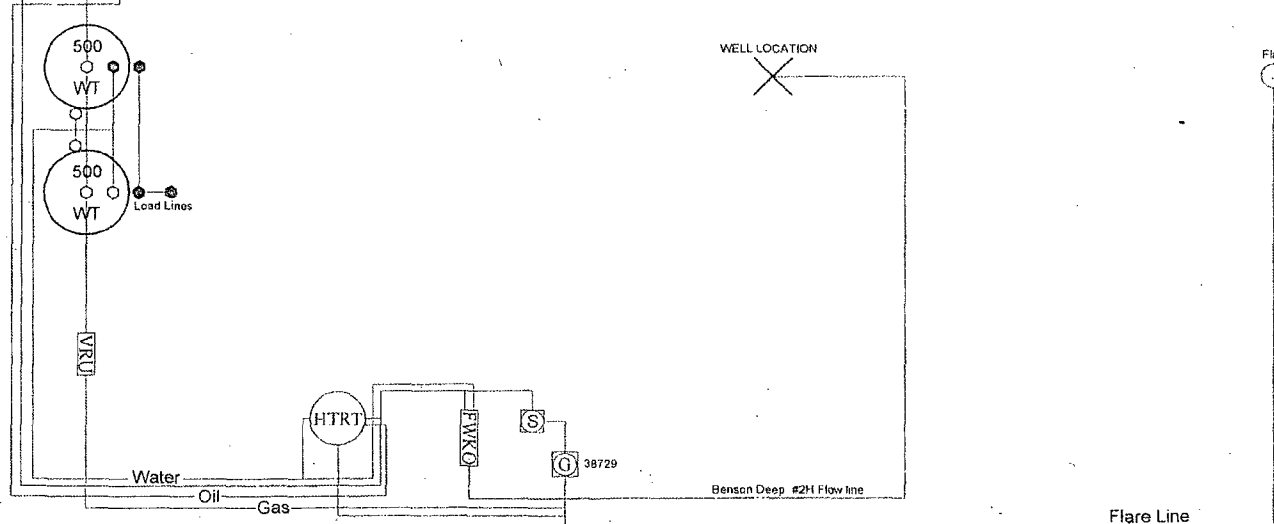 500
WT
WELL LOCATION
500
WT
Load Lines
VRU
HTRT
FWKO
S
G
38729
Water
Oil
Gas
Benson Deep #2H Flow line
Flare Line